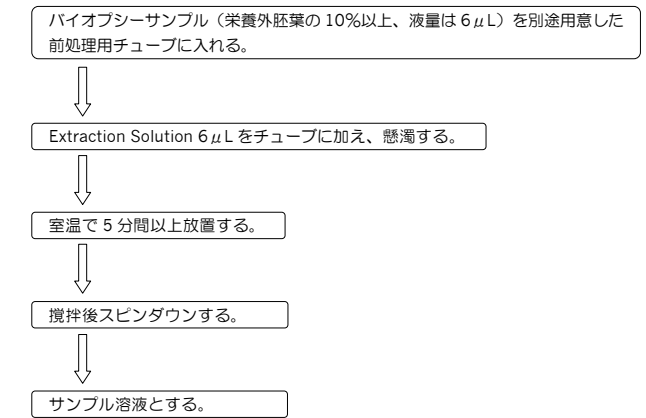 バイオプシーサンプル（栄養外胚葉の10％以上、液量は6μL）を別途用意した
前処理用チューブに入れる。
Extraction Solution 6μLをチューブに加え、懸濁する。
室温で5分間以上放置する。
撹拌後スピンダウンする。
サンプル溶液とする。